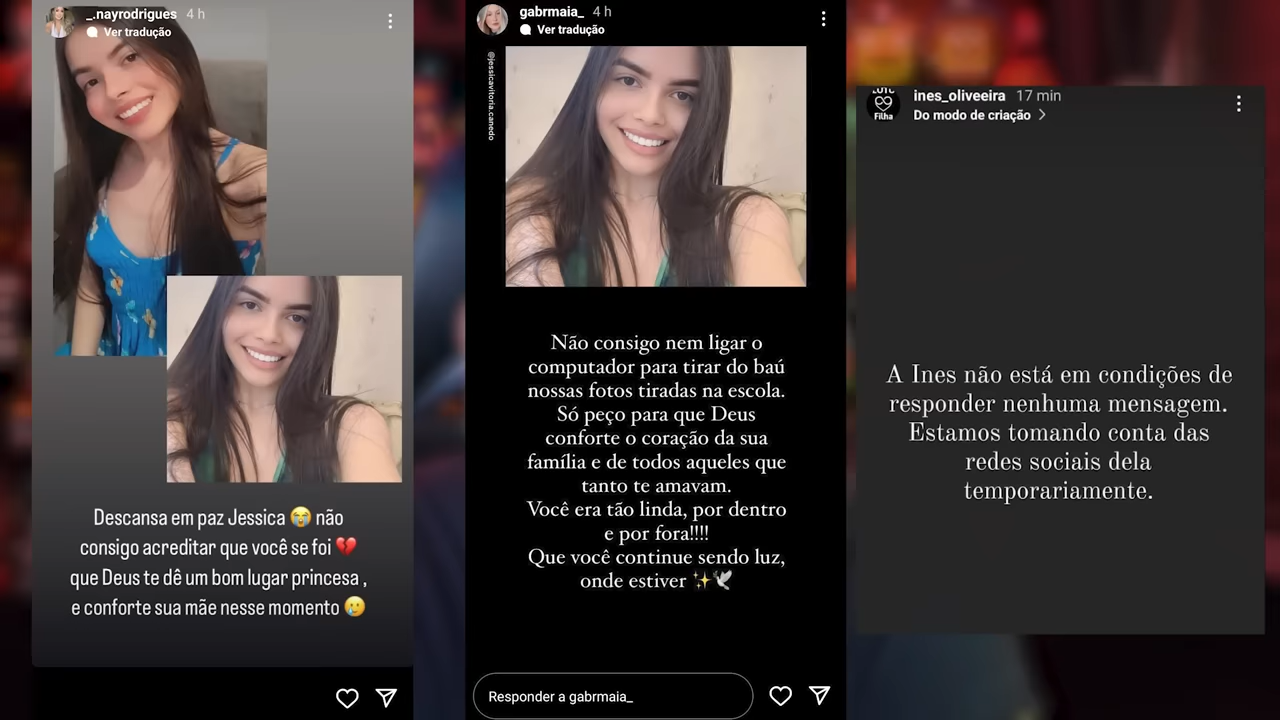 _.nayrodrigues 4 h
Ver tradução
Descansa em paz Jessica 😭 não
consigo acreditar que você se foi 💔
que Deus te dê um bom lugar princesa ,
e conforte sua mãe nesse momento 🥲
gabrmaia_ 4 h
Ver tradução
@jessicavitoria.canedo
Não consigo nem ligar o
computador para tirar do baú
nossas fotos tiradas na escola.
Só peço para que Deus
conforte o coração da sua
família e de todos aqueles que
tanto te amavam.
Você era tão linda, por dentro
e por fora!!!!
Que você continue sendo luz,
onde estiver ✨🕊️
Responder a gabrmaia_
ines_oliveeira 17 min
Do modo de criação
Filha
A Ines não está em condições de
responder nenhuma mensagem.
Estamos tomando conta das
redes sociais dela
temporariamente.